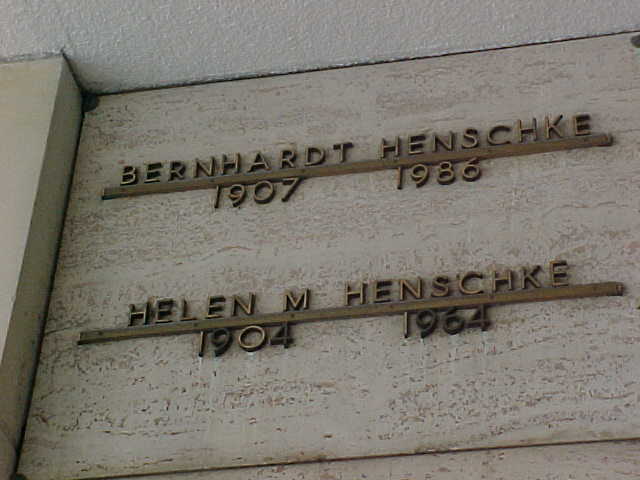 BERNHARDT HENSCHKE
1907 1986
HELEN M HENSCHKE
1904 1964